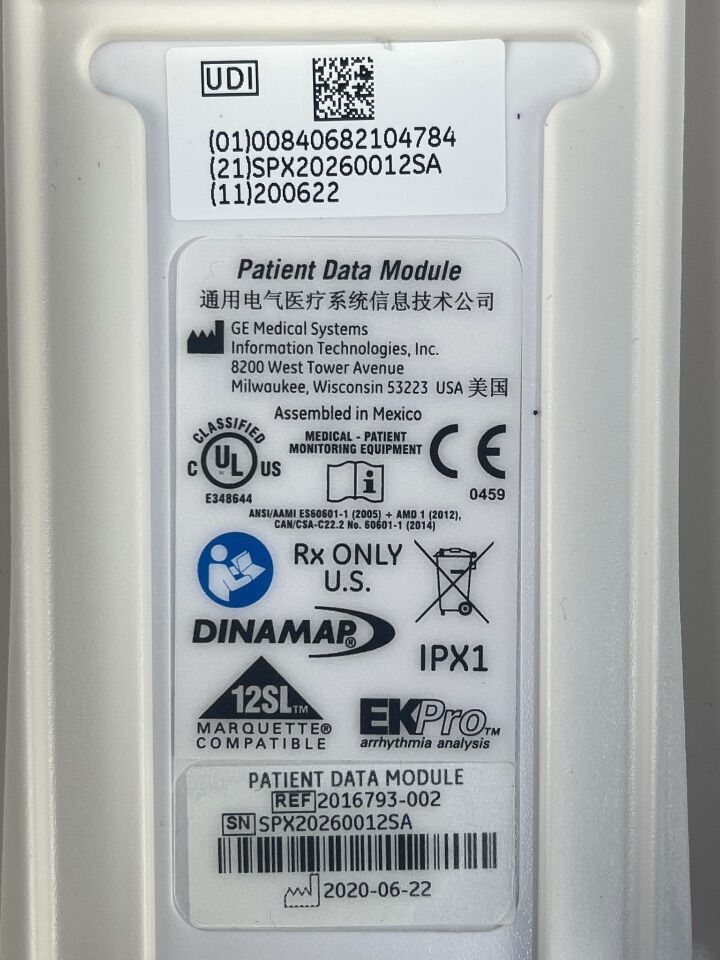 UDI
(01)00840682104784
(21)SPX20260012SA
(11)200622
Patient Data Module
通用电气医疗系统信息技术公司
GE Medical Systems
Information Technologies, Inc.
8200 West Tower Avenue
Milwaukee, Wisconsin 53223 USA 美国
Assembled in Mexico
CLASSIFIED
C UL US
E348644
MEDICAL - PATIENT
MONITORING EQUIPMENT
i
CE
0459
ANSI/AAMI ES60601-1 (2005) + AMD 1 (2012),
CAN/CSA-C22.2 No. 60601-1 (2014)
Rx ONLY
U.S.
DINAMAP®
IPX1
12SL™
MARQUETTE®
COMPATIBLE
EKPro™
arrhythmia analysis
PATIENT DATA MODULE
REF 2016793-002
SN SPX20260012SA
2020-06-22